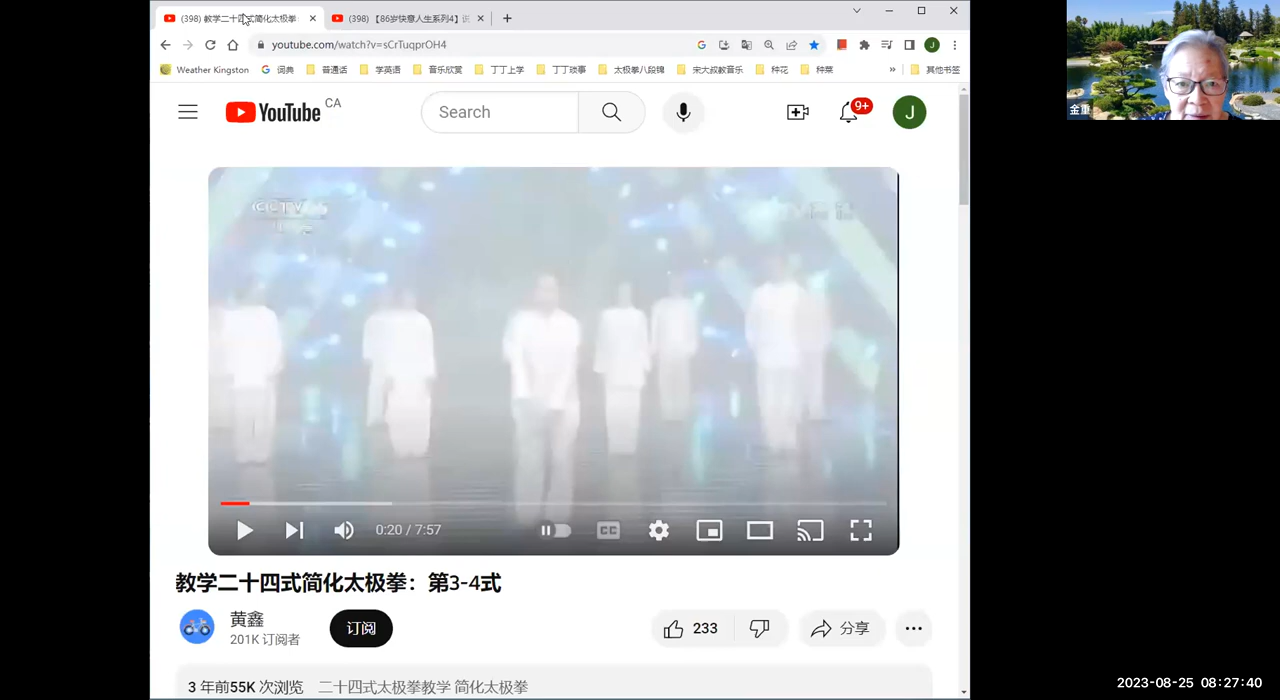 (398) 教学二十四式简化太极拳
(398) 【86岁快意人生系列4】
youtube.com/watch?v=sCrTuqprOH4
J
Weather Kingston
词典
普通话
学英语
音乐欣赏
丁丁上学
丁丁琐事
太极拳八段锦
宋大叔教音乐
种花
种菜
»
其他书签
YouTube CA
Search
9+
J
CCTV
0:20 / 7:57
CC
教学二十四式简化太极拳：第3-4式
黄鑫
201K 订阅者
订阅
233
分享
3 年前55K 次浏览 二十四式太极拳教学 简化太极拳
金重
2023-08-25 08:27:40